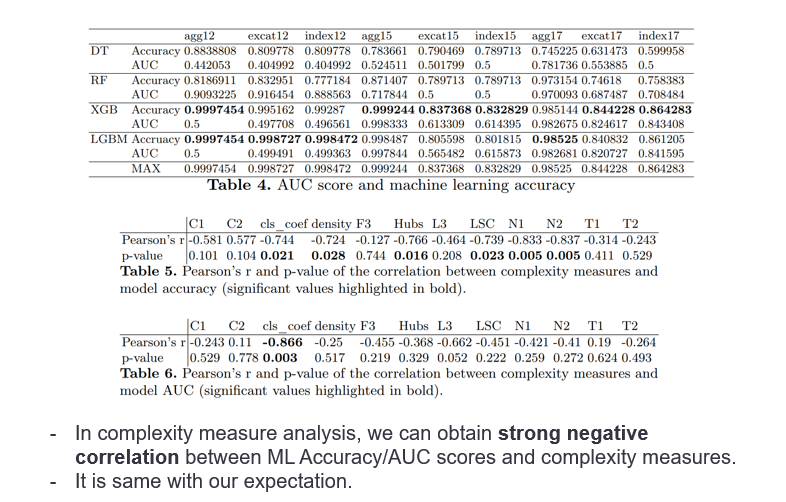 agg12 excat12 index12 agg15 excat15 index15 agg17 excat17 index17
DT Accuracy 0.8838808 0.809778 0.809778 0.783661 0.790469 0.789713 0.745225 0.631473 0.599958
AUC 0.442053 0.404992 0.404992 0.524511 0.501799 0.5 0.781736 0.553885 0.5
RF Accuracy 0.8186911 0.832951 0.777184 0.871407 0.789713 0.789713 0.973154 0.74618 0.758383
AUC 0.9093225 0.916454 0.888563 0.717844 0.5 0.5 0.970093 0.687487 0.708484
XGB Accuracy 0.9997454 0.995162 0.99287 0.999244 0.837368 0.832829 0.985144 0.844228 0.864283
AUC 0.5 0.497708 0.496561 0.998333 0.613309 0.614395 0.982675 0.824617 0.843408
LGBM Accruacy 0.9997454 0.998727 0.998472 0.998487 0.805598 0.801815 0.98525 0.840832 0.861205
AUC 0.5 0.499491 0.499363 0.997844 0.565482 0.615873 0.982681 0.820727 0.841595
MAX 0.9997454 0.998727 0.998472 0.999244 0.837368 0.832829 0.98525 0.844228 0.864283
Table 4. AUC score and machine learning accuracy
C1 C2 cls_coef density F3 Hubs L3 LSC N1 N2 T1 T2
Pearson's r -0.581 0.577 -0.744 -0.724 -0.127 -0.766 -0.464 -0.739 -0.833 -0.837 -0.314 -0.243
p-value 0.101 0.104 0.021 0.028 0.744 0.016 0.208 0.023 0.005 0.005 0.411 0.529
Table 5. Pearson's r and p-value of the correlation between complexity measures and
model accuracy (significant values highlighted in bold).
C1 C2 cls_coef density F3 Hubs L3 LSC N1 N2 T1 T2
Pearson's r -0.243 0.11 -0.866 -0.25 -0.455 -0.368 -0.662 -0.451 -0.421 -0.41 0.19 -0.264
p-value 0.529 0.778 0.003 0.517 0.219 0.329 0.052 0.222 0.259 0.272 0.624 0.493
Table 6. Pearson's r and p-value of the correlation between complexity measures and
model AUC (significant values highlighted in bold).
- In complexity measure analysis, we can obtain strong negative
correlation between ML Accuracy/AUC scores and complexity measures.
- It is same with our expectation.